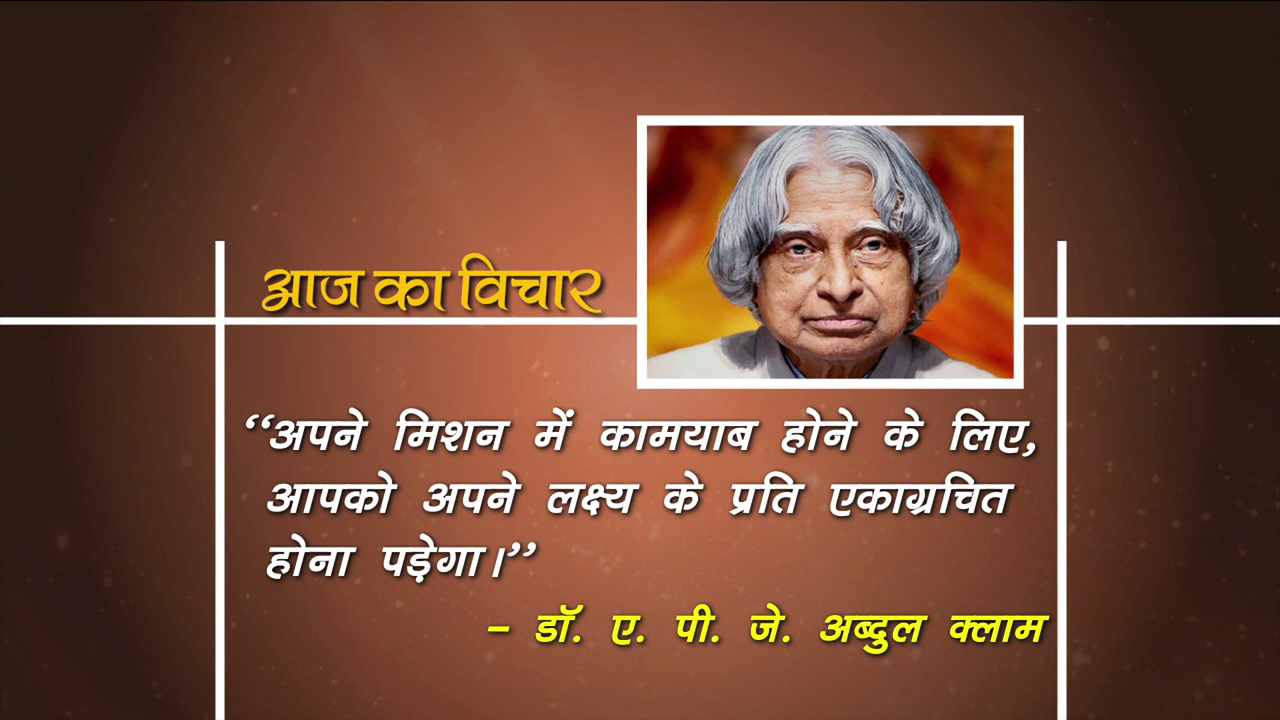 आज का विचार
“अपने मिशन में कामयाब होने के लिए,
आपको अपने लक्ष्य के प्रति एकाग्रचित
होना पड़ेगा।”
– डॉ. ए. पी. जे. अब्दुल क्लाम